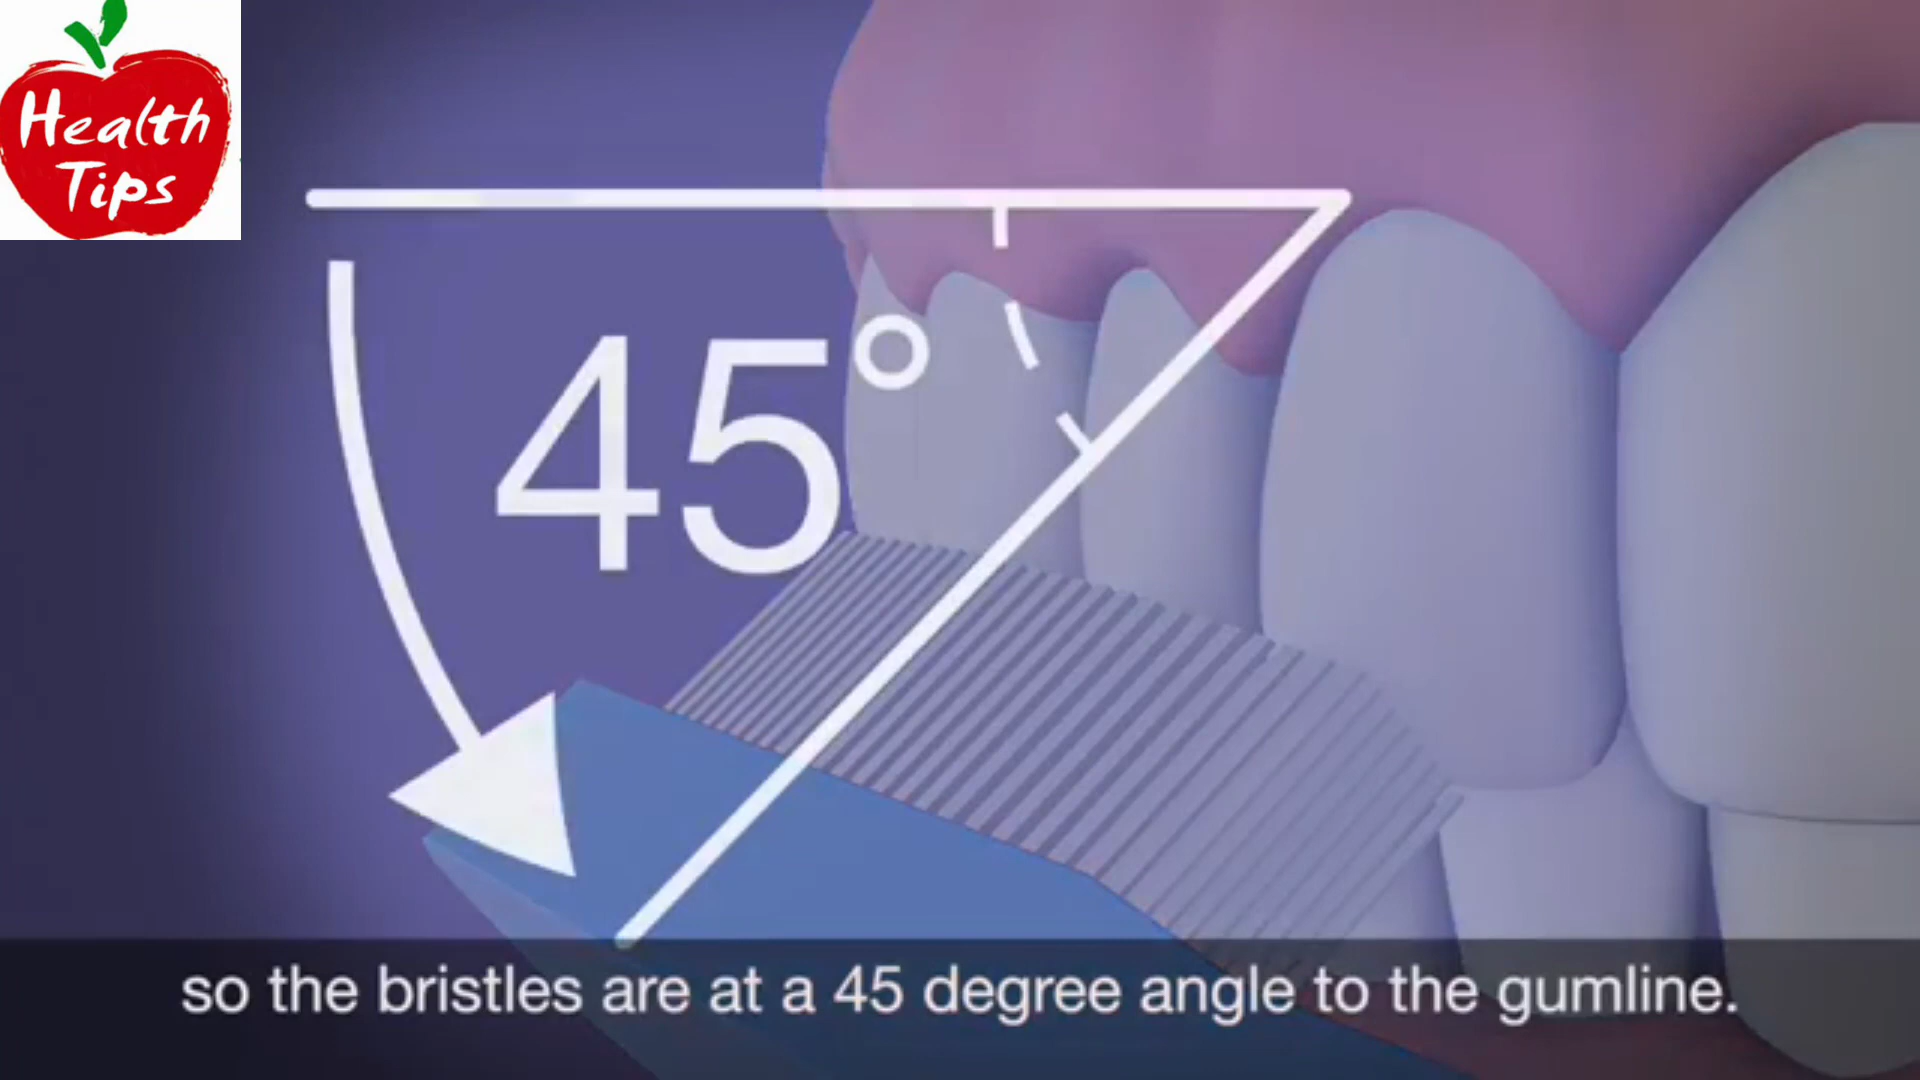 Health
Tips
45°
so the bristles are at a 45 degree angle to the gumline.